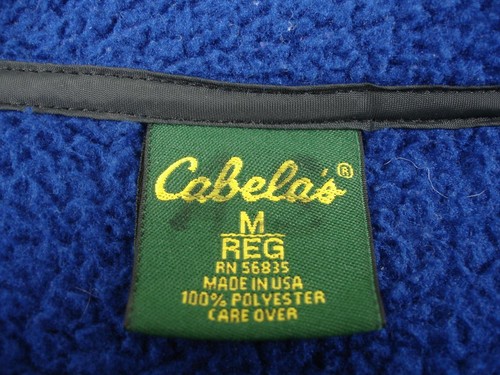 Cabela's®
M
REG
RN 56835
MADE IN USA
100% POLYESTER
CARE OVER